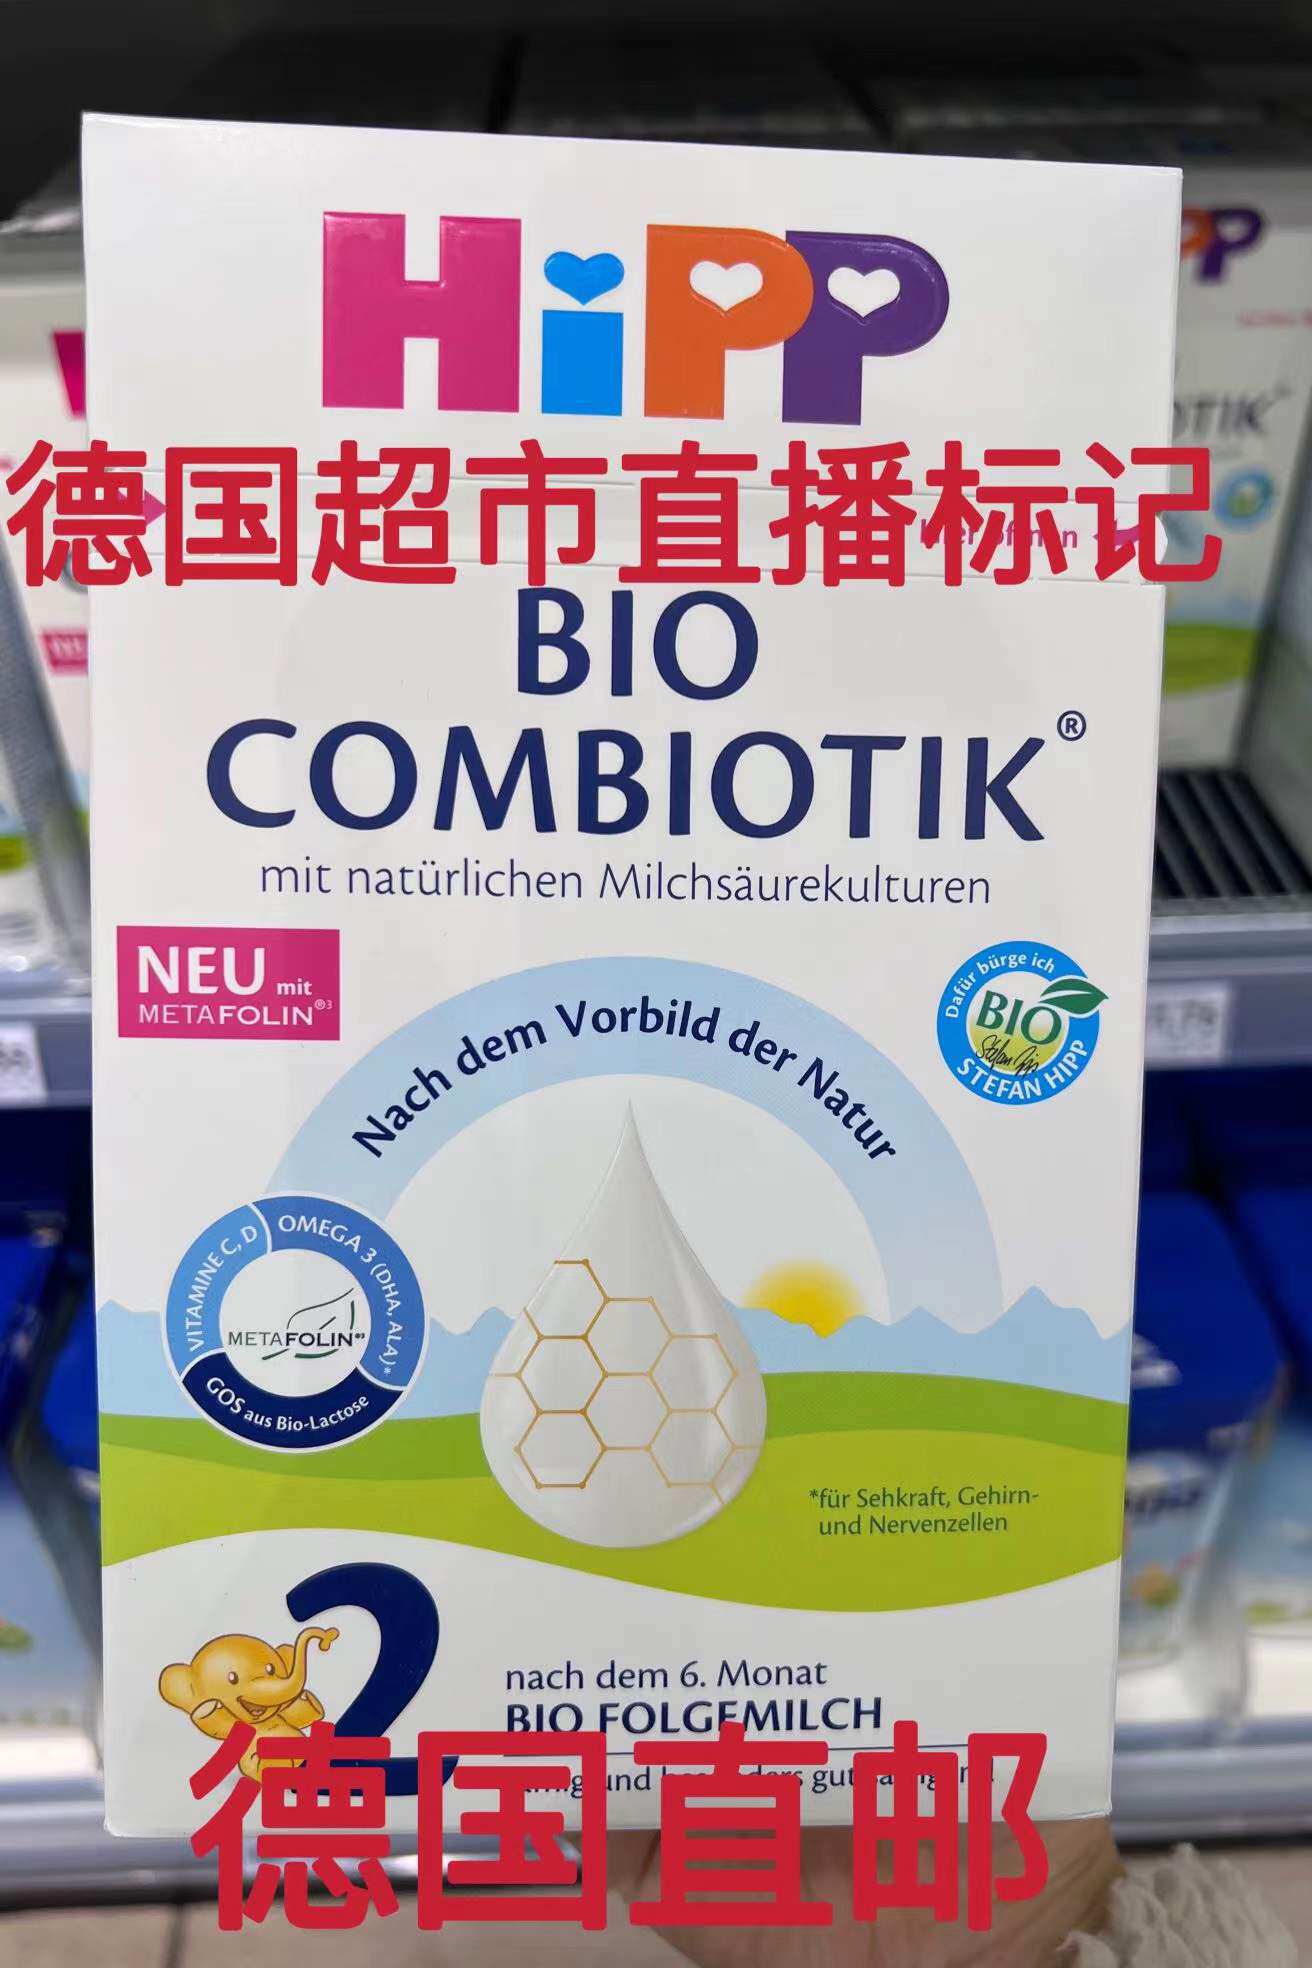 HiPP
德国超市直播标记
BIO
COMBIOTIK®
mit natürlichen Milchsäurekulturen
NEU mit
METAFOLIN®³
Dafür bürge ich
BIO
STEFAN HIPP
Nach dem Vorbild der Natur
VITAMINE C, D
OMEGA 3 (DHA, ALA)*
METAFOLIN®³
GOS aus Bio-Lactose
*für Sehkraft, Gehirn-
und Nervenzellen
2
nach dem 6. Monat
BIO FOLGEMILCH
德国直邮